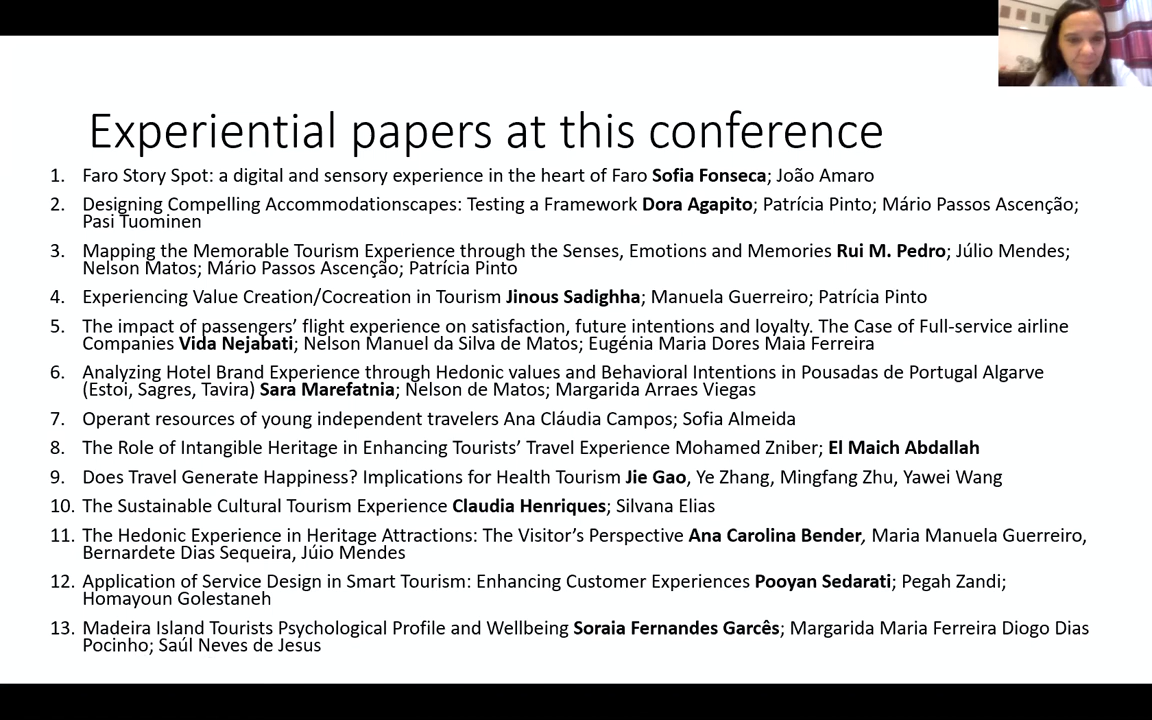 Experiential papers at this conference
1. Faro Story Spot: a digital and sensory experience in the heart of Faro Sofia Fonseca; João Amaro
2. Designing Compelling Accommodationscapes: Testing a Framework Dora Agapito; Patrícia Pinto; Mário Passos Ascenção;
Pasi Tuominen
3. Mapping the Memorable Tourism Experience through the Senses, Emotions and Memories Rui M. Pedro; Júlio Mendes;
Nelson Matos; Mário Passos Ascenção; Patrícia Pinto
4. Experiencing Value Creation/Cocreation in Tourism Jinous Sadighha; Manuela Guerreiro; Patrícia Pinto
5. The impact of passengers’ flight experience on satisfaction, future intentions and loyalty. The Case of Full-service airline
Companies Vida Nejabati; Nelson Manuel da Silva de Matos; Eugénia Maria Dores Maia Ferreira
6. Analyzing Hotel Brand Experience through Hedonic values and Behavioral Intentions in Pousadas de Portugal Algarve
(Estoi, Sagres, Tavira) Sara Marefatnia; Nelson de Matos; Margarida Arraes Viegas
7. Operant resources of young independent travelers Ana Cláudia Campos; Sofia Almeida
8. The Role of Intangible Heritage in Enhancing Tourists’ Travel Experience Mohamed Zniber; El Maich Abdallah
9. Does Travel Generate Happiness? Implications for Health Tourism Jie Gao, Ye Zhang, Mingfang Zhu, Yawei Wang
10. The Sustainable Cultural Tourism Experience Claudia Henriques; Silvana Elias
11. The Hedonic Experience in Heritage Attractions: The Visitor’s Perspective Ana Carolina Bender, Maria Manuela Guerreiro,
Bernardete Dias Sequeira, Júio Mendes
12. Application of Service Design in Smart Tourism: Enhancing Customer Experiences Pooyan Sedarati; Pegah Zandi;
Homayoun Golestaneh
13. Madeira Island Tourists Psychological Profile and Wellbeing Soraia Fernandes Garcês; Margarida Maria Ferreira Diogo Dias
Pocinho; Saúl Neves de Jesus